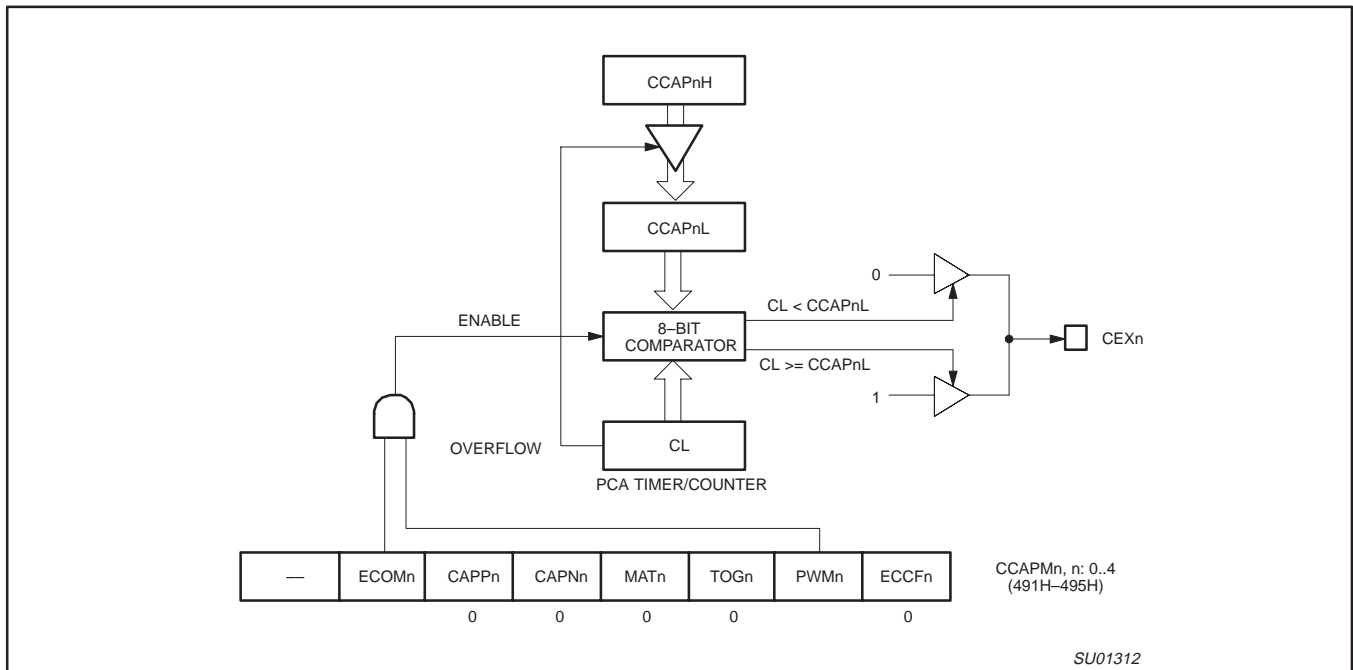 CCAPnH
CCAPnL
0
CL < CCAPnL
ENABLE
8–BIT
COMPARATOR
CEXn
CL >= CCAPnL
1
OVERFLOW
CL
PCA TIMER/COUNTER
— ECOMn CAPPn CAPNn MATn TOGn PWMn ECCFn
CCAPMn, n: 0..4
(491H–495H)
0 0 0 0 0
SU01312